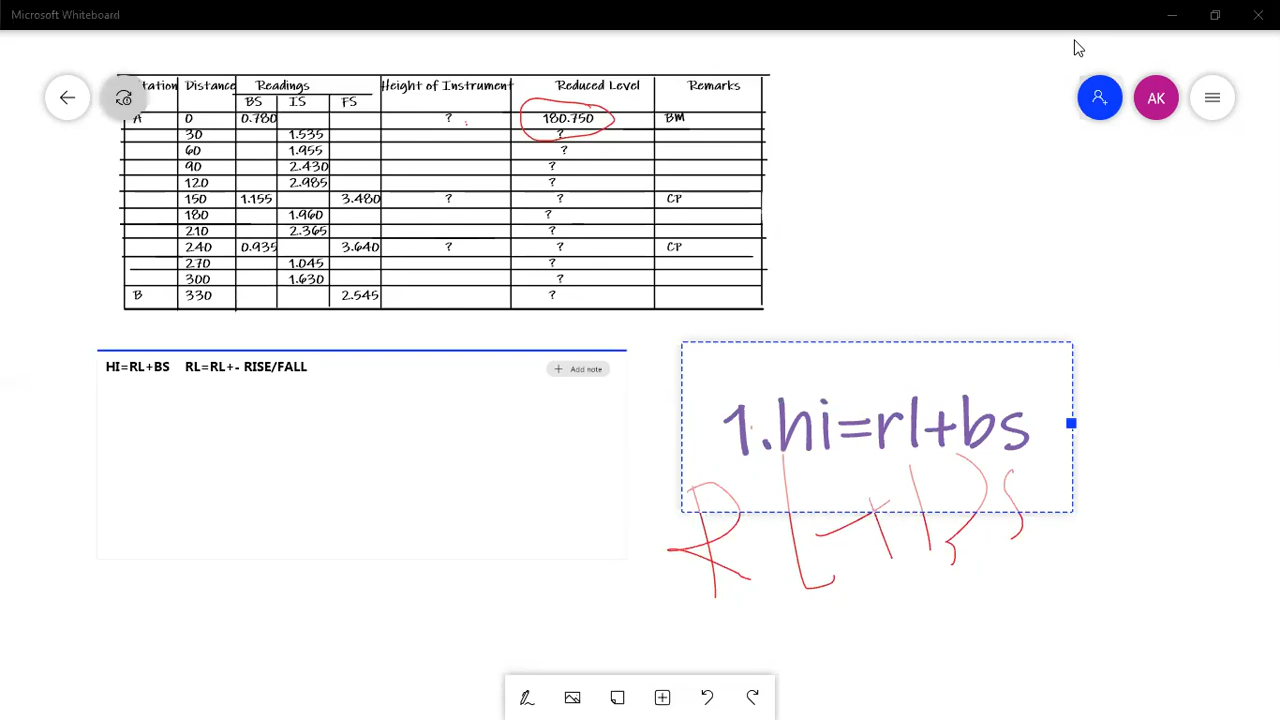 Microsoft Whiteboard
tation Distance Readings Height of Instrument Reduced Level Remarks
BS IS FS
A 0 0.780 ? 180.750 BM
30 1.535 ?
60 1.955 ?
90 2.430 ?
120 2.985 ?
150 1.155 3.480 ? ? CP
180 1.960 ?
210 2.365 ?
240 0.935 3.640 ? ? CP
270 1.045 ?
300 1.630 ?
B 330 2.545 ?
HI=RL+BS RL=RL+- RISE/FALL
Add note
1.hi=rl+bs
RL+BS
AK